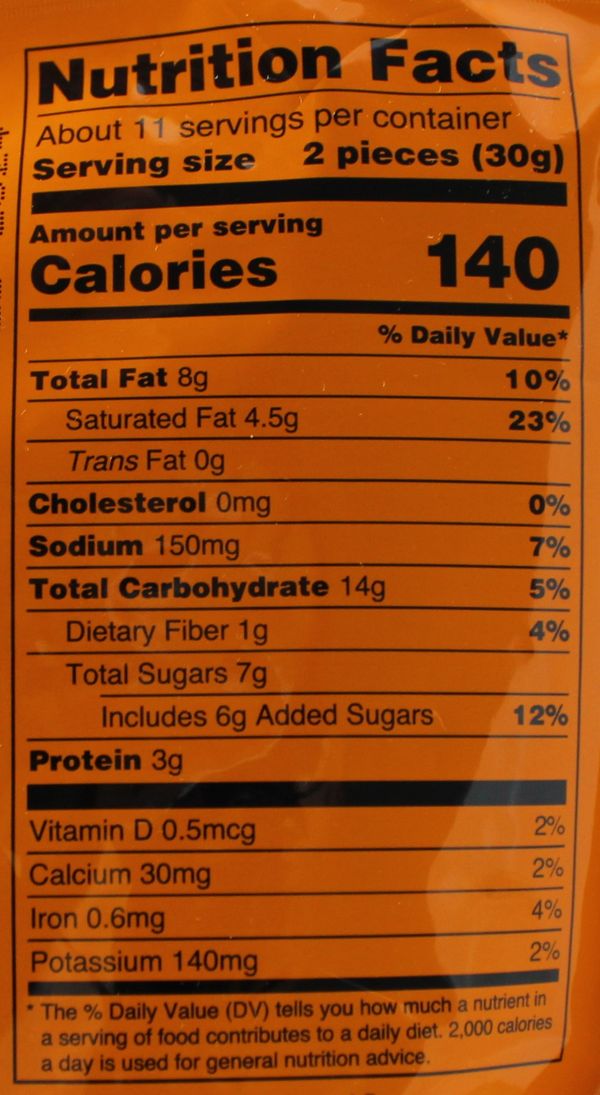 Nutrition Facts
About 11 servings per container
Serving size 2 pieces (30g)
Amount per serving
Calories 140
% Daily Value*
Total Fat 8g 10%
Saturated Fat 4.5g 23%
Trans Fat 0g
Cholesterol 0mg 0%
Sodium 150mg 7%
Total Carbohydrate 14g 5%
Dietary Fiber 1g 4%
Total Sugars 7g
Includes 6g Added Sugars 12%
Protein 3g
Vitamin D 0.5mcg 2%
Calcium 30mg 2%
Iron 0.6mg 4%
Potassium 140mg 2%
* The % Daily Value (DV) tells you how much a nutrient in
a serving of food contributes to a daily diet. 2,000 calories
a day is used for general nutrition advice.